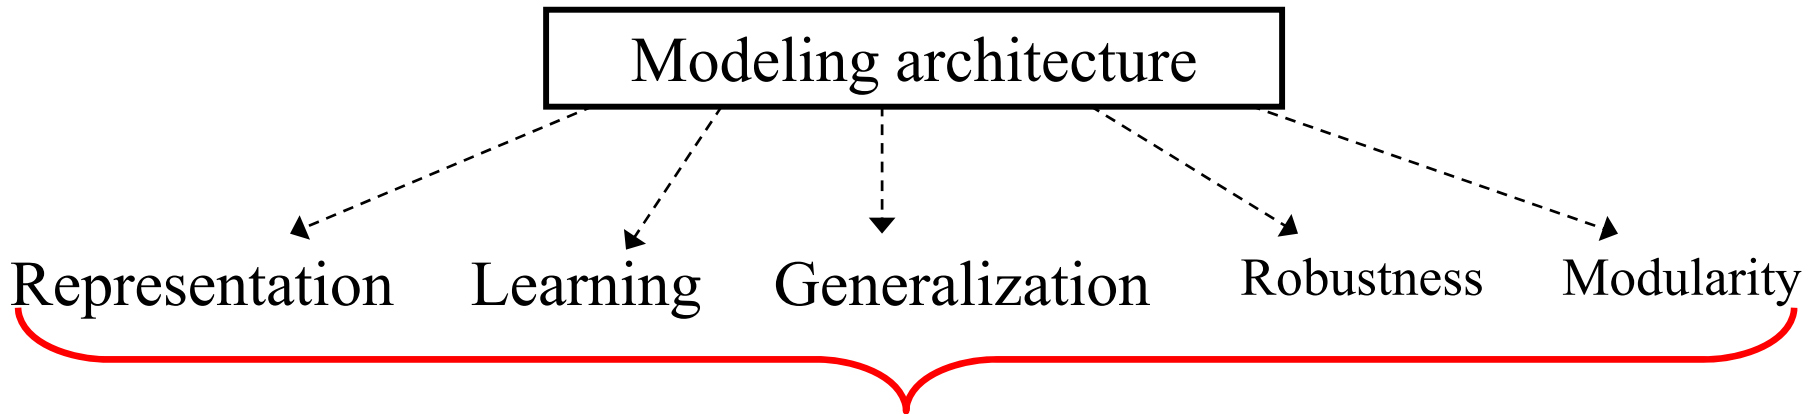 Modeling architecture
Representation Learning Generalization Robustness Modularity